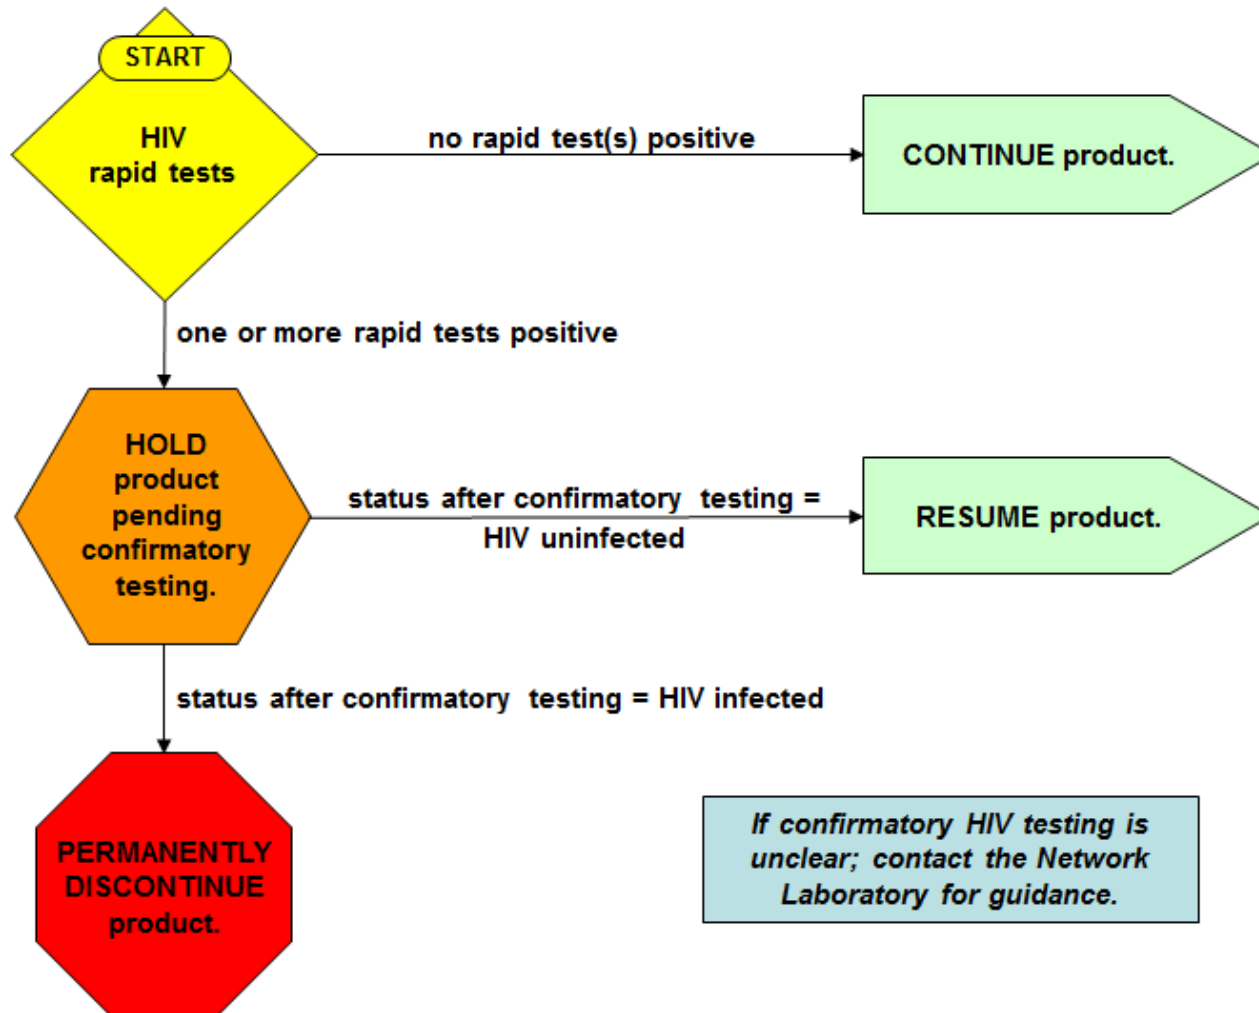 START
HIV
rapid tests
no rapid test(s) positive
CONTINUE product.
one or more rapid tests positive
HOLD
product
pending
confirmatory
testing.
status after confirmatory testing =
HIV uninfected
RESUME product.
status after confirmatory testing = HIV infected
PERMANENTLY
DISCONTINUE
product.
If confirmatory HIV testing is
unclear; contact the Network
Laboratory for guidance.